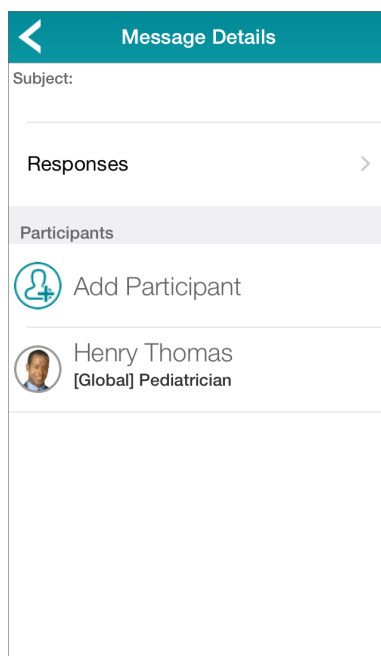 Message Details
Subject:
Responses
Participants
Add Participant
Henry Thomas
[Global] Pediatrician